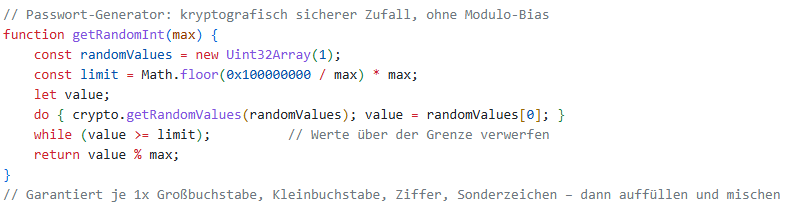 // Passwort-Generator: kryptografisch sicherer Zufall, ohne Modulo-Bias
function getRandomInt(max) {
    const randomValues = new Uint32Array(1);
    const limit = Math.floor(0x100000000 / max) * max;
    let value;
    do { crypto.getRandomValues(randomValues); value = randomValues[0]; }
    while (value >= limit);          // Werte über der Grenze verwerfen
    return value % max;
}
// Garantiert je 1x Großbuchstabe, Kleinbuchstabe, Ziffer, Sonderzeichen – dann auffüllen und mischen